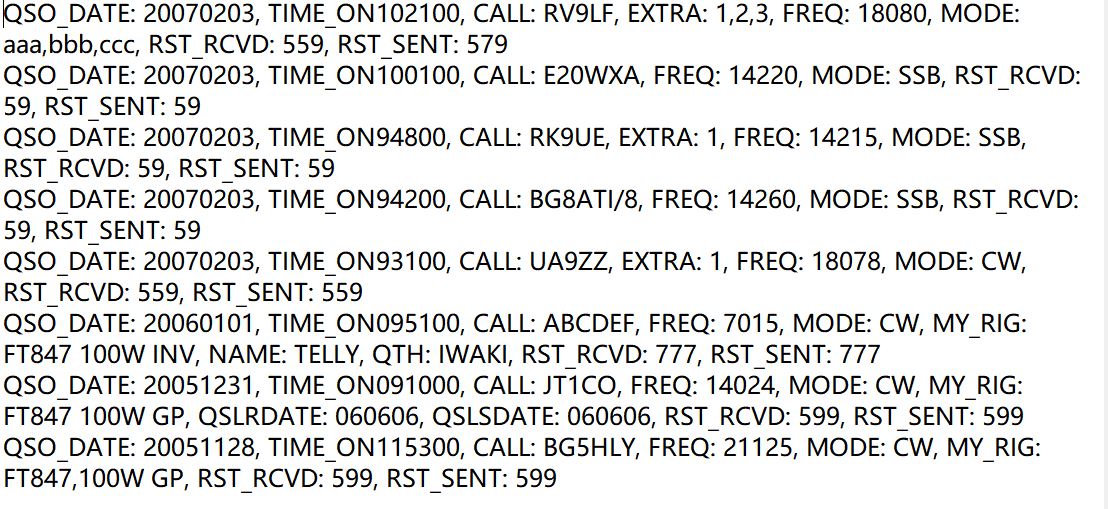 QSO_DATE: 20070203, TIME_ON102100, CALL: RV9LF, EXTRA: 1,2,3, FREQ: 18080, MODE:
aaa,bbb,ccc, RST_RCVD: 559, RST_SENT: 579
QSO_DATE: 20070203, TIME_ON100100, CALL: E20WXA, FREQ: 14220, MODE: SSB, RST_RCVD:
59, RST_SENT: 59
QSO_DATE: 20070203, TIME_ON94800, CALL: RK9UE, EXTRA: 1, FREQ: 14215, MODE: SSB,
RST_RCVD: 59, RST_SENT: 59
QSO_DATE: 20070203, TIME_ON94200, CALL: BG8ATI/8, FREQ: 14260, MODE: SSB, RST_RCVD:
59, RST_SENT: 59
QSO_DATE: 20070203, TIME_ON93100, CALL: UA9ZZ, EXTRA: 1, FREQ: 18078, MODE: CW,
RST_RCVD: 559, RST_SENT: 559
QSO_DATE: 20060101, TIME_ON095100, CALL: ABCDEF, FREQ: 7015, MODE: CW, MY_RIG:
FT847 100W INV, NAME: TELLY, QTH: IWAKI, RST_RCVD: 777, RST_SENT: 777
QSO_DATE: 20051231, TIME_ON091000, CALL: JT1CO, FREQ: 14024, MODE: CW, MY_RIG:
FT847 100W GP, QSLRDATE: 060606, QSLSDATE: 060606, RST_RCVD: 599, RST_SENT: 599
QSO_DATE: 20051128, TIME_ON115300, CALL: BG5HLY, FREQ: 21125, MODE: CW, MY_RIG:
FT847,100W GP, RST_RCVD: 599, RST_SENT: 599